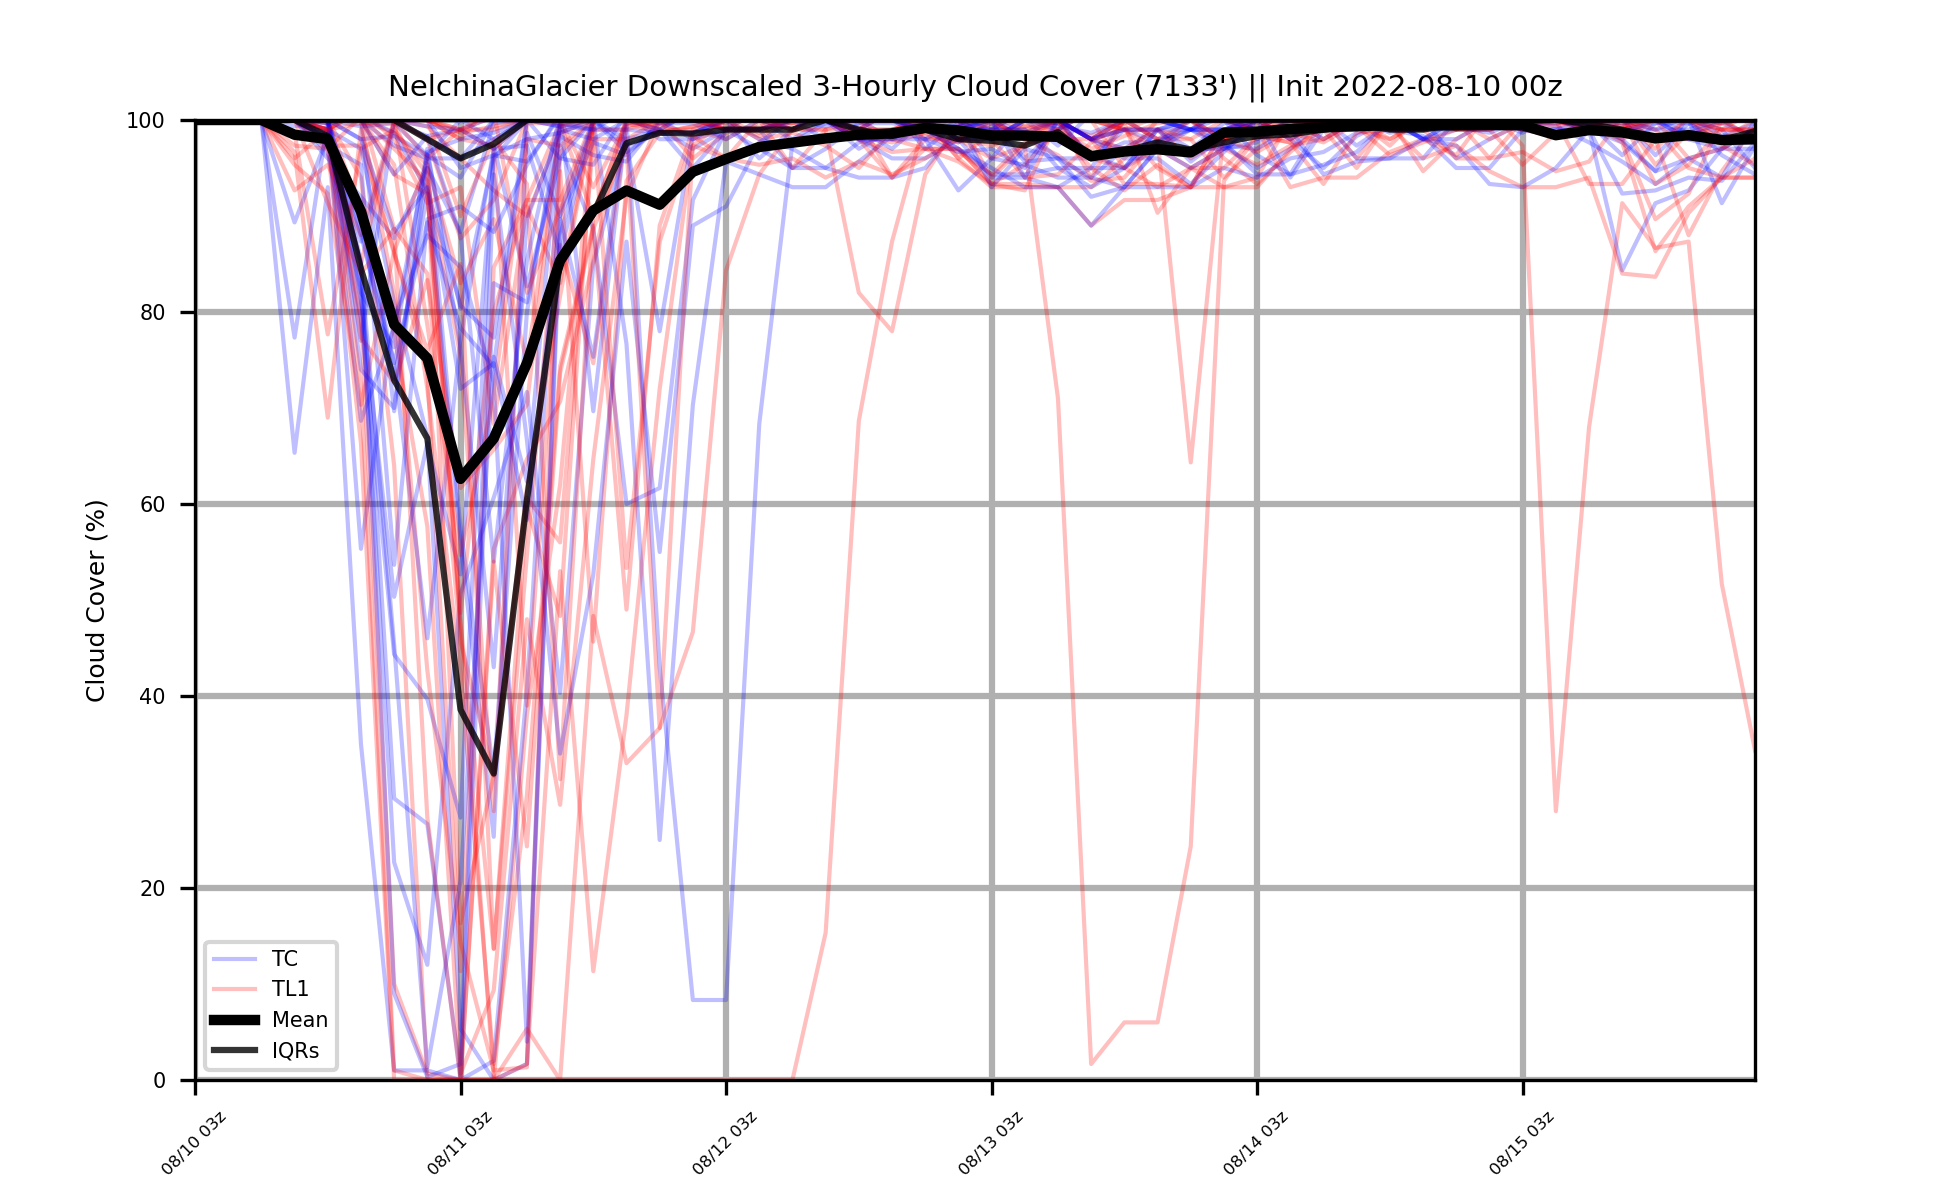 NelchinaGlacier Downscaled 3-Hourly Cloud Cover (7133') || Init 2022-08-10 00z
Cloud Cover (%)
100
80
60
40
20
0
TC
TL1
Mean
IQRs
08/10 03z
08/11 03z
08/12 03z
08/13 03z
08/14 03z
08/15 03z